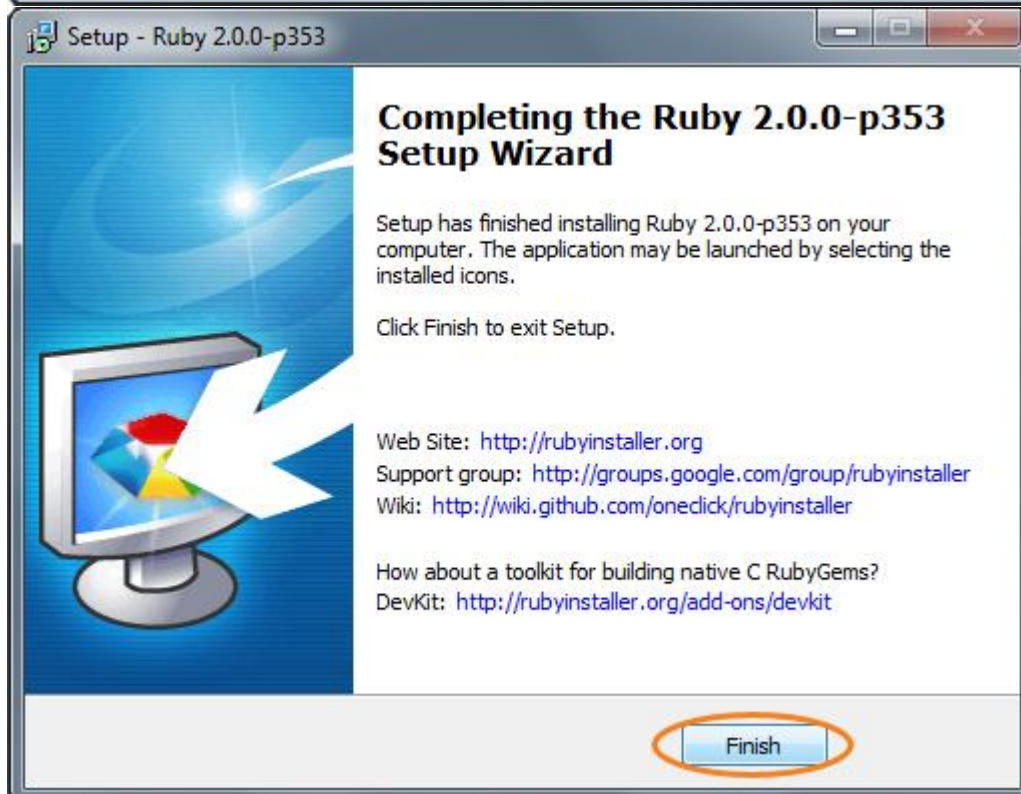 Setup - Ruby 2.0.0-p353
Completing the Ruby 2.0.0-p353
Setup Wizard
Setup has finished installing Ruby 2.0.0-p353 on your
computer. The application may be launched by selecting the
installed icons.
Click Finish to exit Setup.
Web Site: http://rubyinstaller.org
Support group: http://groups.google.com/group/rubyinstaller
Wiki: http://wiki.github.com/oneclick/rubyinstaller
How about a toolkit for building native C RubyGems?
DevKit: http://rubyinstaller.org/add-ons/devkit
Finish